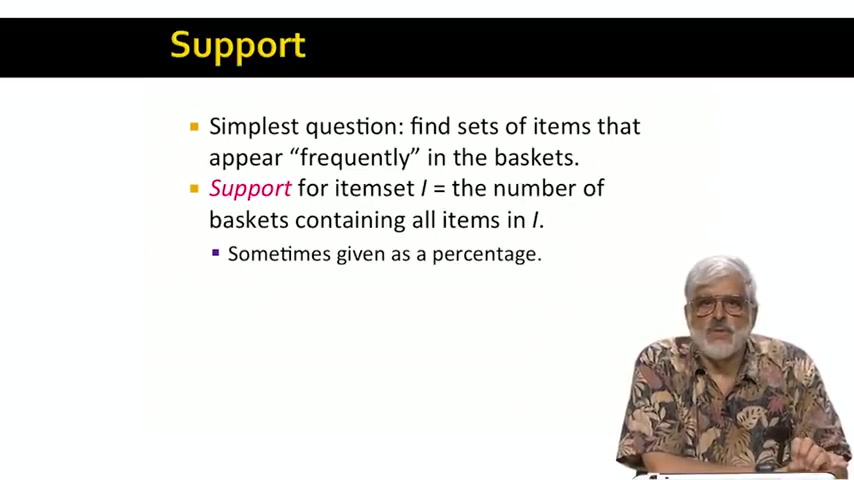 Support
Simplest question: find sets of items that
appear “frequently” in the baskets.
Support for itemset I = the number of
baskets containing all items in I.
Sometimes given as a percentage.